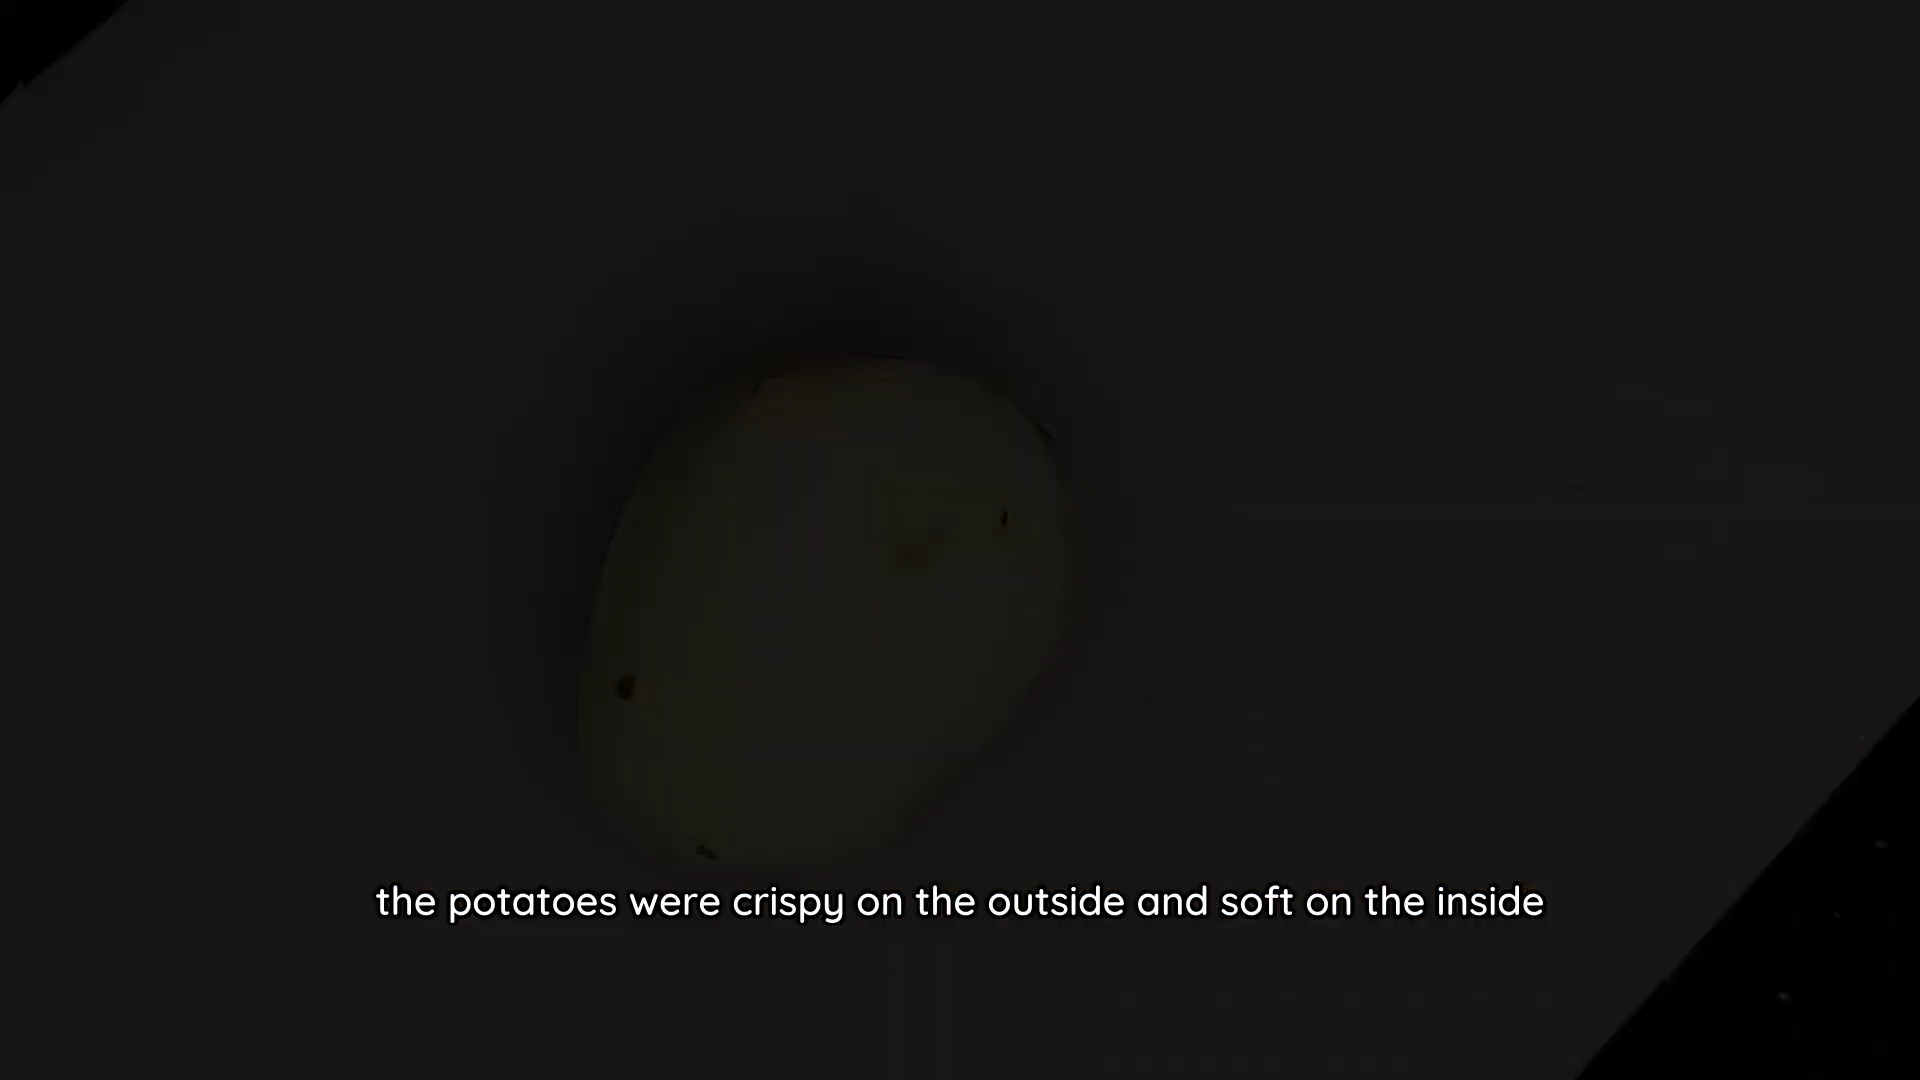 the potatoes were crispy on the outside and soft on the inside